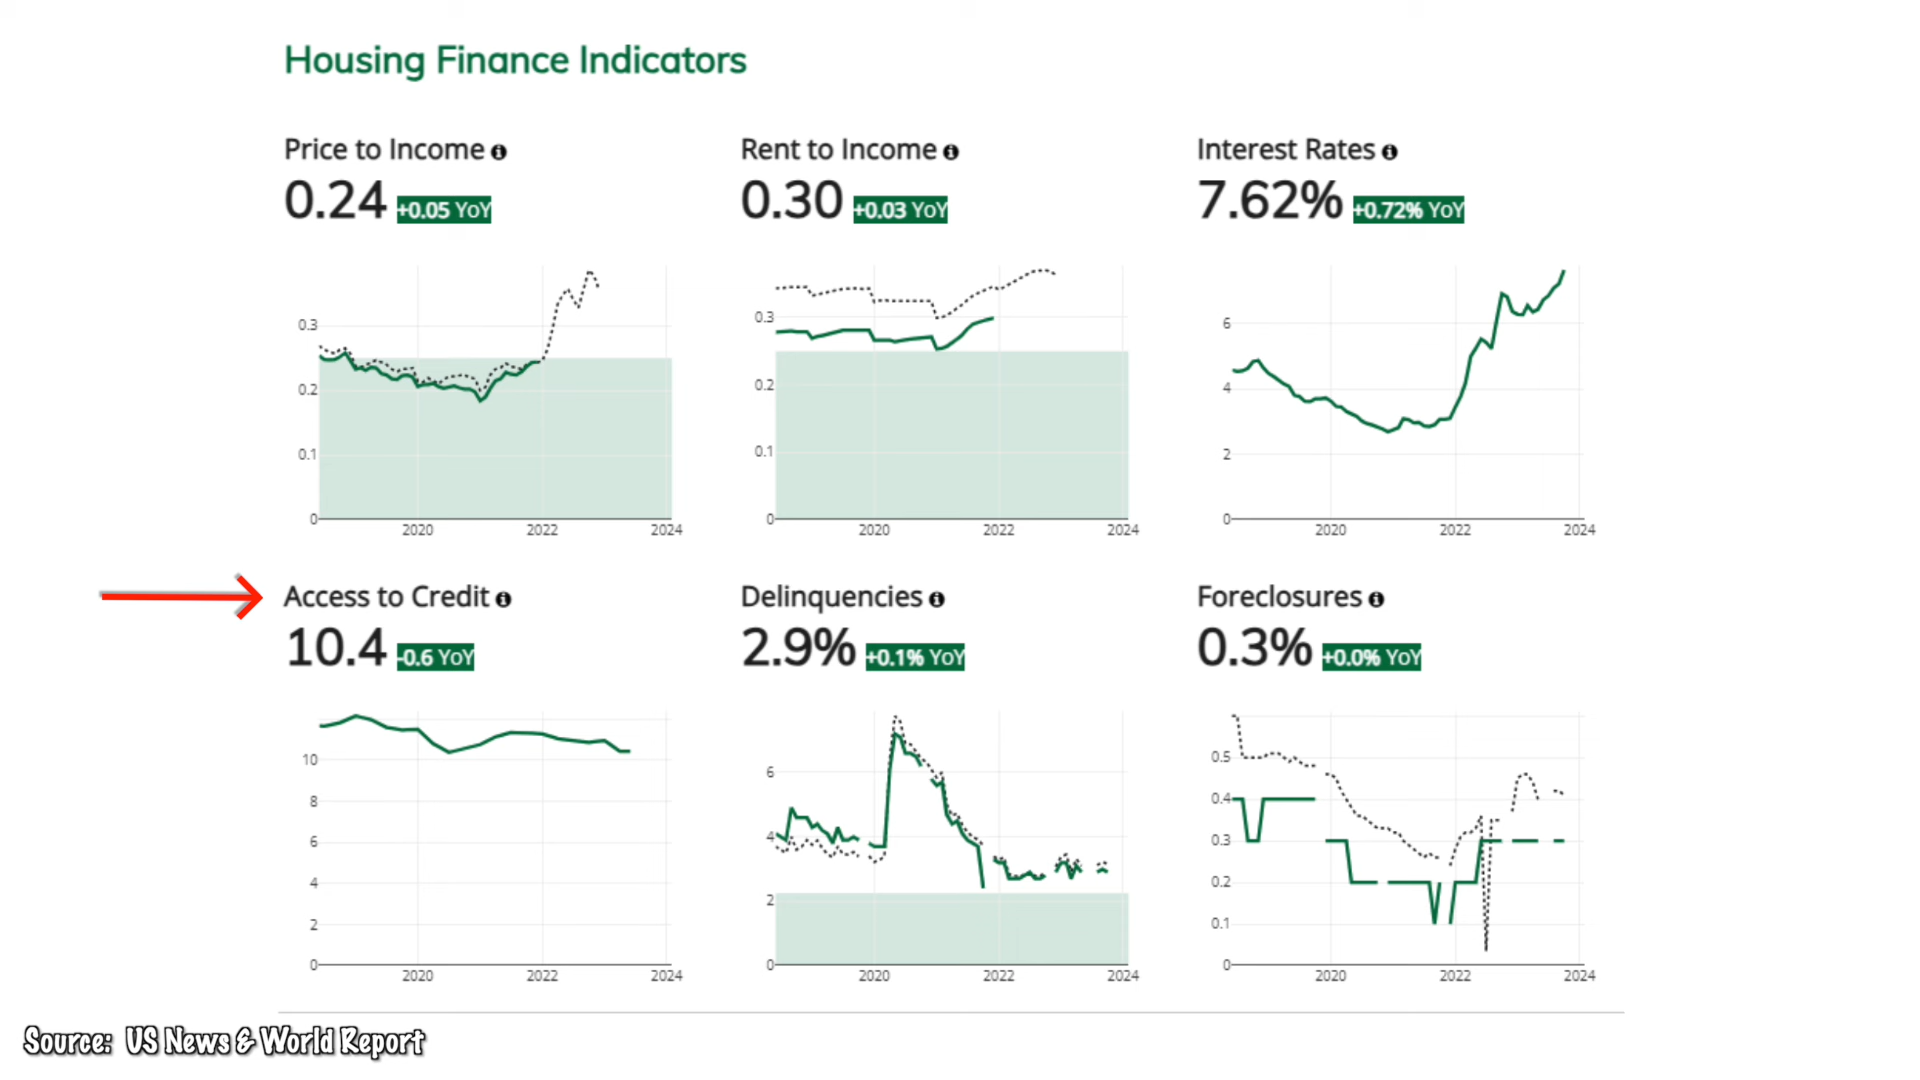 Housing Finance Indicators
Price to Income
0.24 +0.05 YoY
0.3
0.2
0.1
0
2020 2022 2024
Rent to Income
0.30 +0.03 YoY
0.3
0.2
0.1
0
2020 2022 2024
Interest Rates
7.62% +0.72% YoY
6
4
2
0
2020 2022 2024
Access to Credit
10.4 -0.6 YoY
10
8
6
4
2
0
2020 2022 2024
Delinquencies
2.9% +0.1% YoY
6
4
2
0
2020 2022 2024
Foreclosures
0.3% +0.0% YoY
0.5
0.4
0.3
0.2
0.1
0
2020 2022 2024
Source: US News & World Report